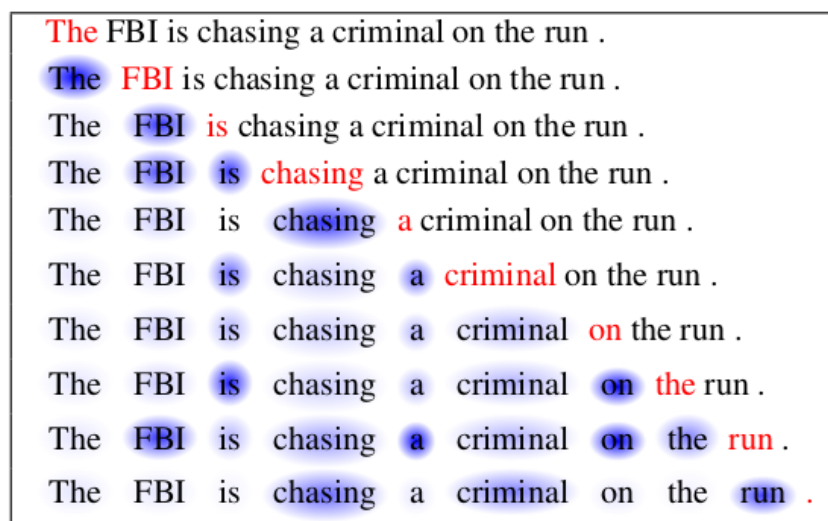 The FBI is chasing a criminal on the run .
The FBI is chasing a criminal on the run .
The FBI is chasing a criminal on the run .
The FBI is chasing a criminal on the run .
The FBI is chasing a criminal on the run .
The FBI is chasing a criminal on the run .
The FBI is chasing a criminal on the run .
The FBI is chasing a criminal on the run .
The FBI is chasing a criminal on the run .
The FBI is chasing a criminal on the run .